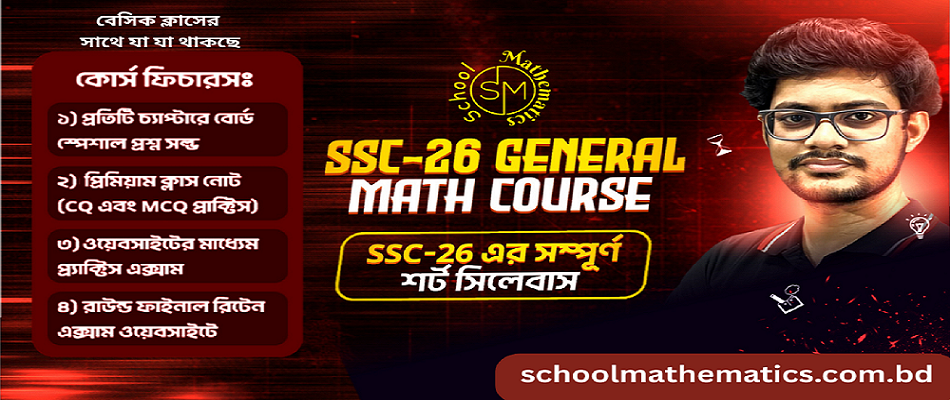 বেসিক ক্লাসের
সাথে যা যা থাকছে
কোর্স ফিচারসঃ
১) প্রতিটি চ্যাপ্টারে বোর্ড
স্পেশাল প্রশ্ন সল্ভ
২) প্রিমিয়াম ক্লাস নোট
(CQ এবং MCQ প্রাক্টিস)
৩) ওয়েবসাইটের মাধ্যেম
প্র্যাক্টিস এক্সাম
৪) রাউন্ড ফাইনাল রিটেন
এক্সাম ওয়েবসাইটে
School Mathematics
SM
SSC-26 GENERAL
MATH COURSE
SSC-26 এর সম্পূর্ণ
শর্ট সিলেবাস
schoolmathematics.com.bd